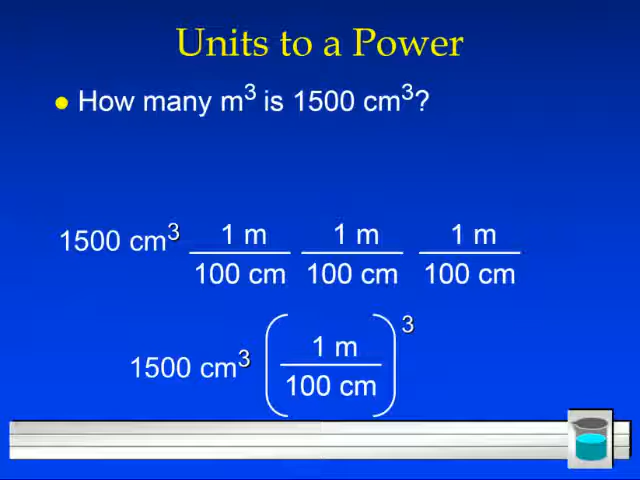 Units to a Power
How many m³ is 1500 cm³?
1500 cm³ 1 m 1 m 1 m
100 cm 100 cm 100 cm
1500 cm³ ( 1 m ) ³
100 cm